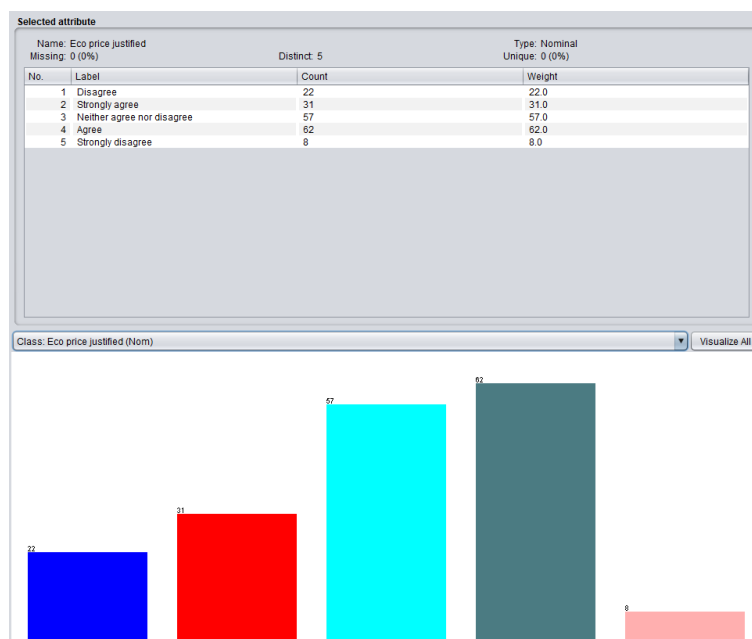 Selected attribute
Name: Eco price justified Type: Nominal
Missing: 0 (0%) Distinct: 5 Unique: 0 (0%)
No. Label Count Weight
1 Disagree 22 22.0
2 Strongly agree 31 31.0
3 Neither agree nor disagree 57 57.0
4 Agree 62 62.0
5 Strongly disagree 8 8.0
Class: Eco price justified (Nom) Visualize All
62
57
31
22
8